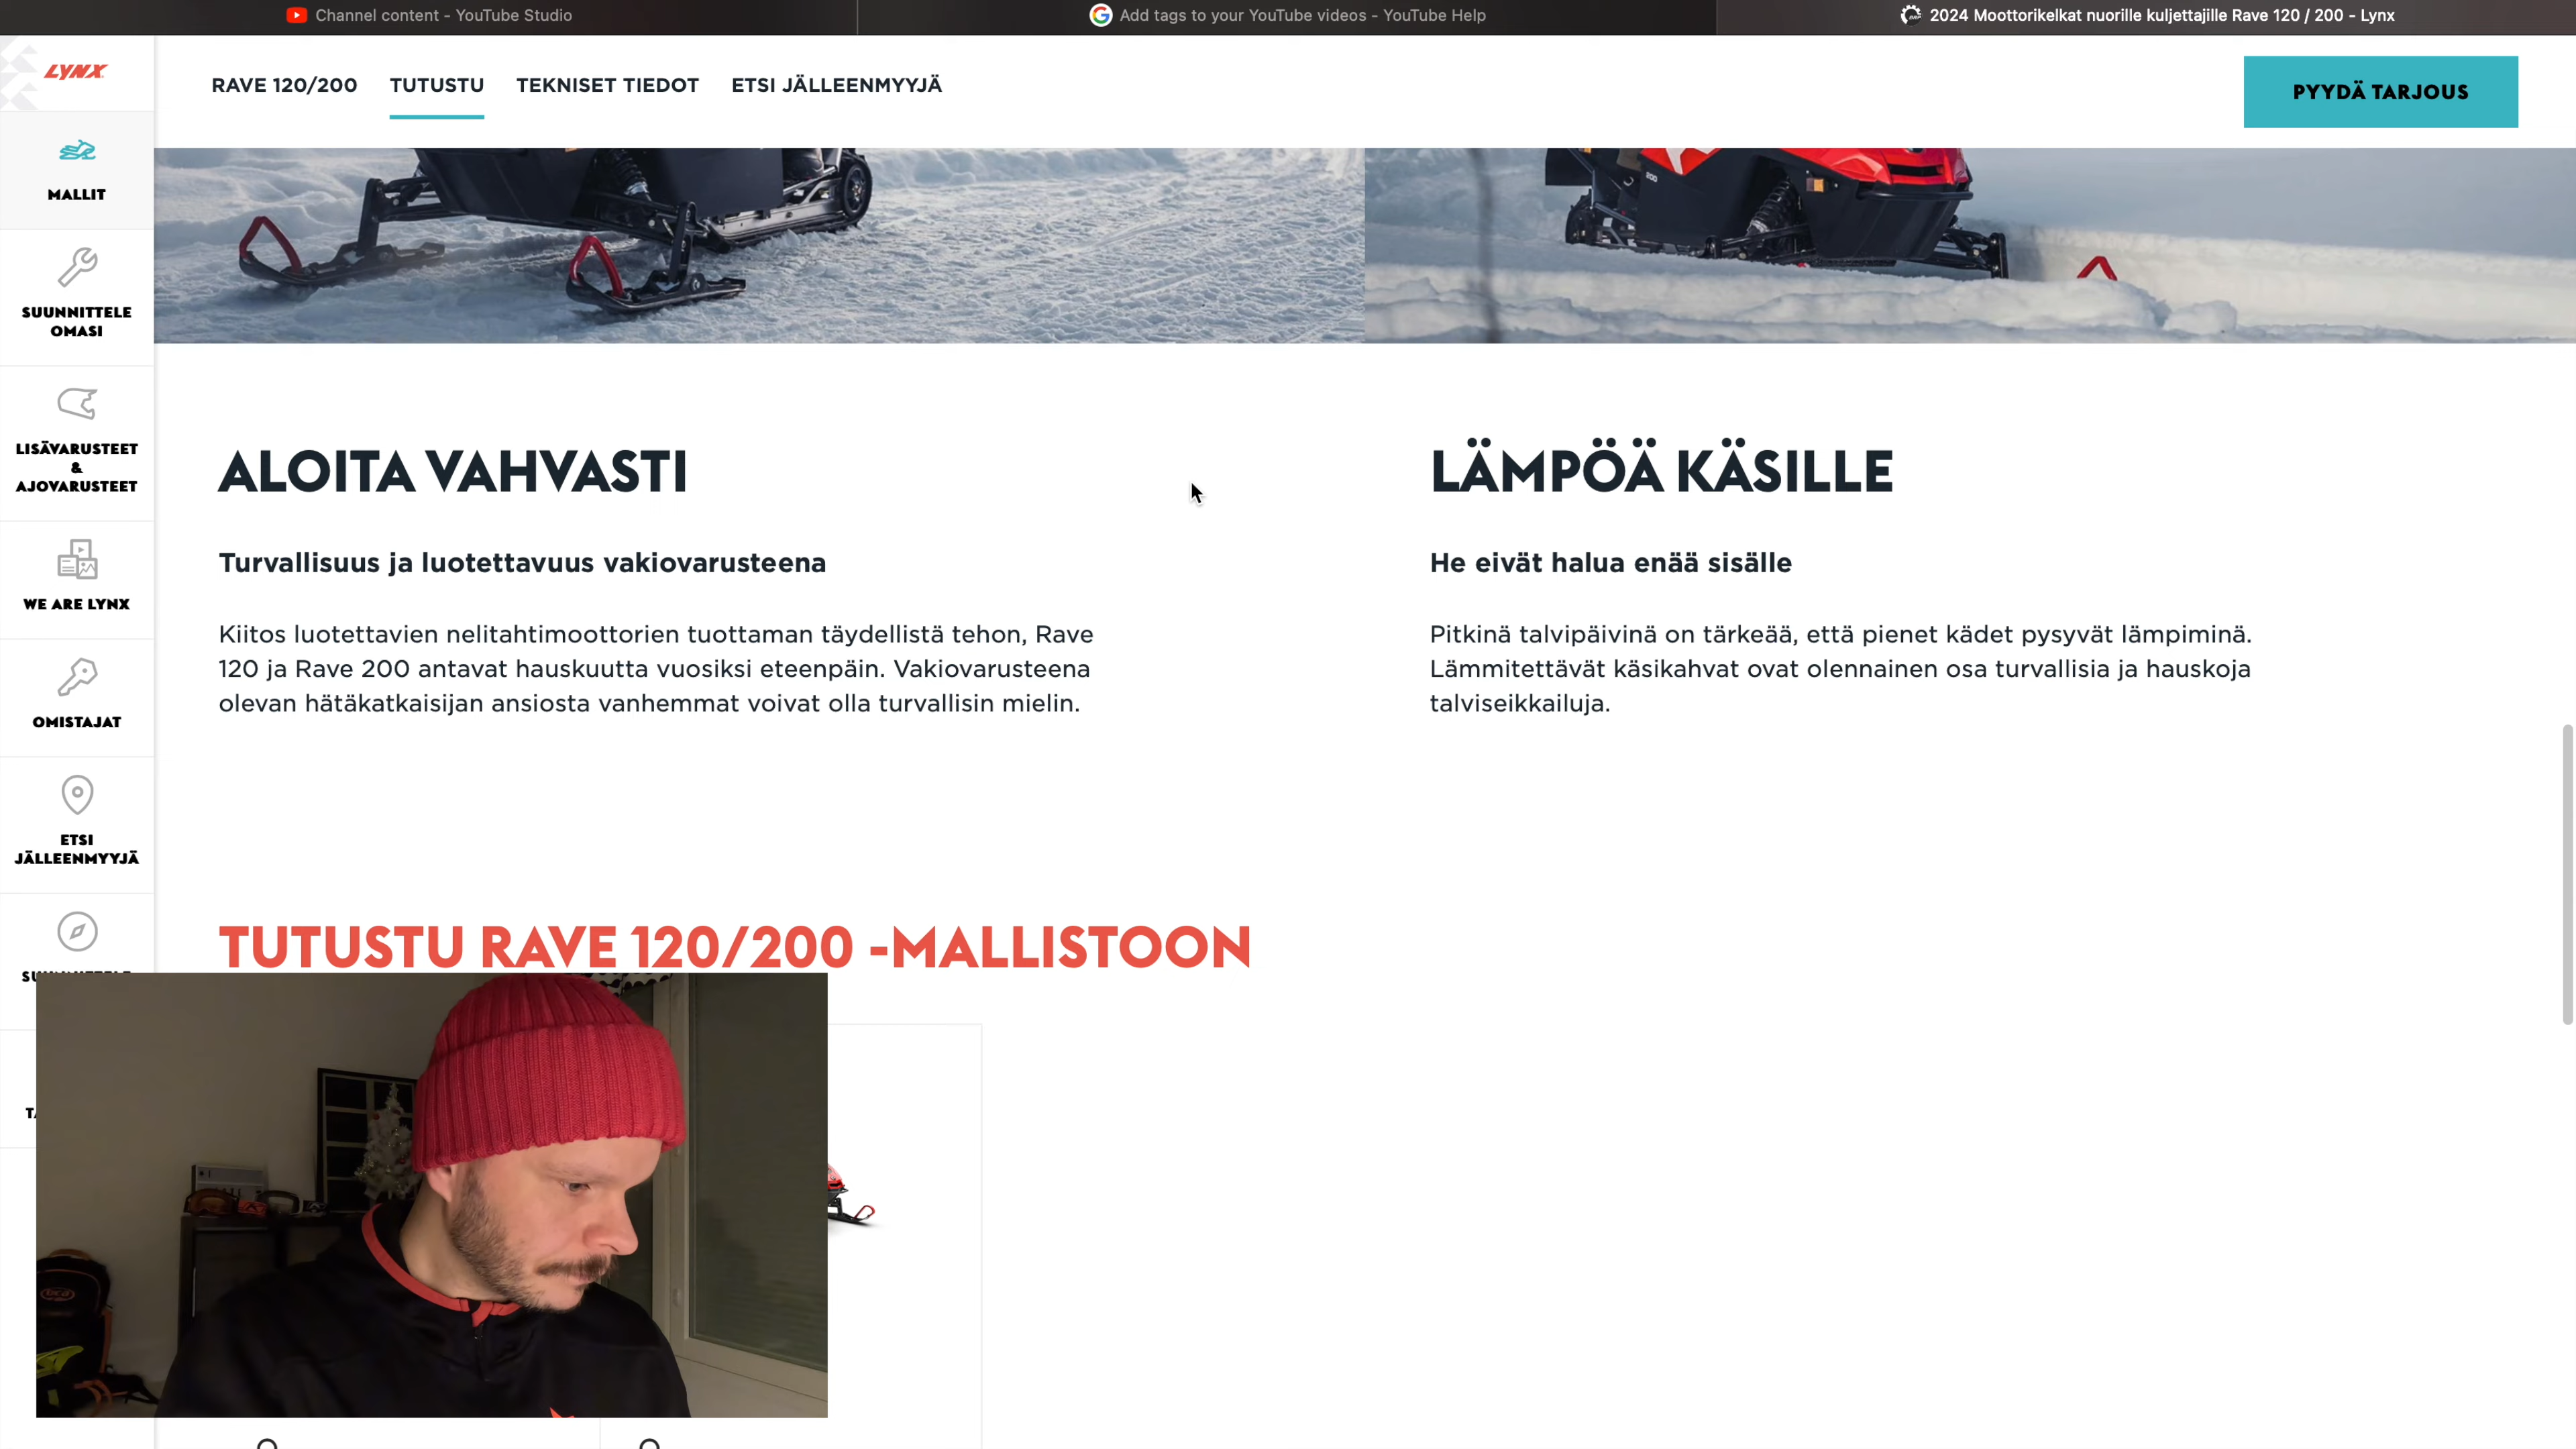 Channel content - YouTube Studio
Add tags to your YouTube videos - YouTube Help
2024 Moottorikelkat nuorille kuljettajille Rave 120 / 200 - Lynx
LYNX
RAVE 120/200
TUTUSTU
TEKNISET TIEDOT
ETSI JÄLLEENMYYJÄ
PYYDÄ TARJOUS
MALLIT
SUUNNITTELE
OMASI
LISÄVARUSTEET
&
AJOVARUSTEET
WE ARE LYNX
OMISTAJAT
ETSI
JÄLLEENMYYJÄ
200
ALOITA VAHVASTI
Turvallisuus ja luotettavuus vakiovarusteena
Kiitos luotettavien nelitahtimoottorien tuottaman täydellistä tehon, Rave
120 ja Rave 200 antavat hauskuutta vuosiksi eteenpäin. Vakiovarusteena
olevan hätäkatkaisijan ansiosta vanhemmat voivat olla turvallisin mielin.
LÄMPÖÄ KÄSILLE
He eivät halua enää sisälle
Pitkinä talvipäivinä on tärkeää, että pienet kädet pysyvät lämpiminä.
Lämmitettävät käsikahvat ovat olennainen osa turvallisia ja hauskoja
talviseikkailuja.
TUTUSTU RAVE 120/200 -MALLISTOON